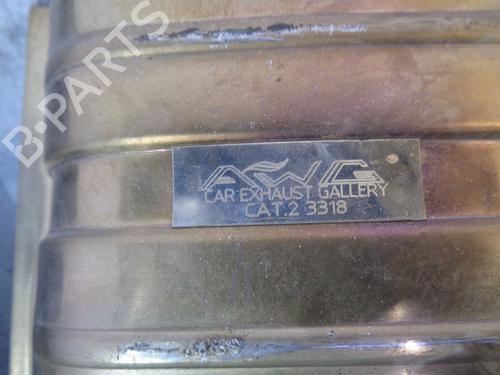 B-PARTS
AWG
CAR EXHAUST GALLERY
CAT.2 3318